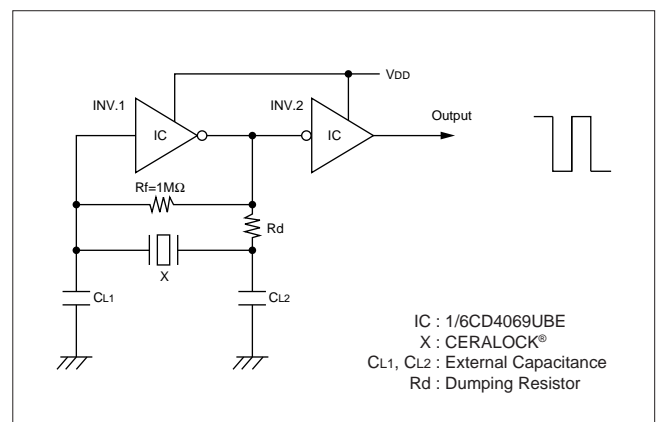 VDD
INV.1
INV.2
Output
IC
IC
Rf=1MΩ
Rd
X
CL1
CL2
IC : 1/6CD4069UBE
X : CERALOCK®
CL1, CL2 : External Capacitance
Rd : Dumping Resistor